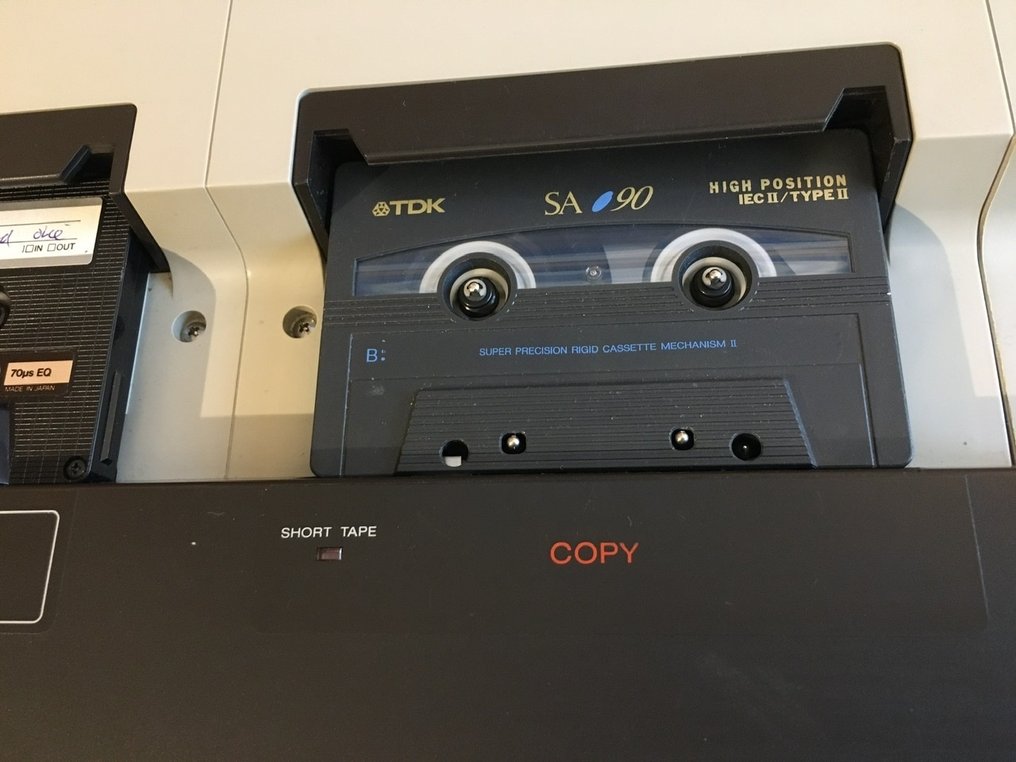 TDK
SA 90
HIGH POSITION
IEC II/TYPE II
B:
SUPER PRECISION RIGID CASSETTE MECHANISM II
IN OUT
70µs EQ
MADE IN JAPAN
SHORT TAPE
COPY